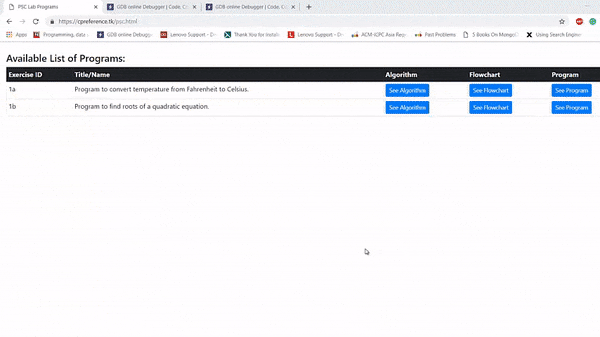 PSC Lab Programs
GDB online Debugger | Code, C
GDB online Debugger | Code, C
https://cpreference.tk/psc.html
Apps
Programming, data
GDB online Debugg
Lenovo Support - D
Thank You for Instal
Lenovo Support - D
ACM-ICPC Asia Reg
Past Problems
5 Books On Mongo
Using Search Engine
Available List of Programs:
Exercise ID Title/Name Algorithm Flowchart Program
1a Program to convert temperature from Fahrenheit to Celsius. See Algorithm See Flowchart See Program
1b Program to find roots of a quadratic equation. See Algorithm See Flowchart See Program